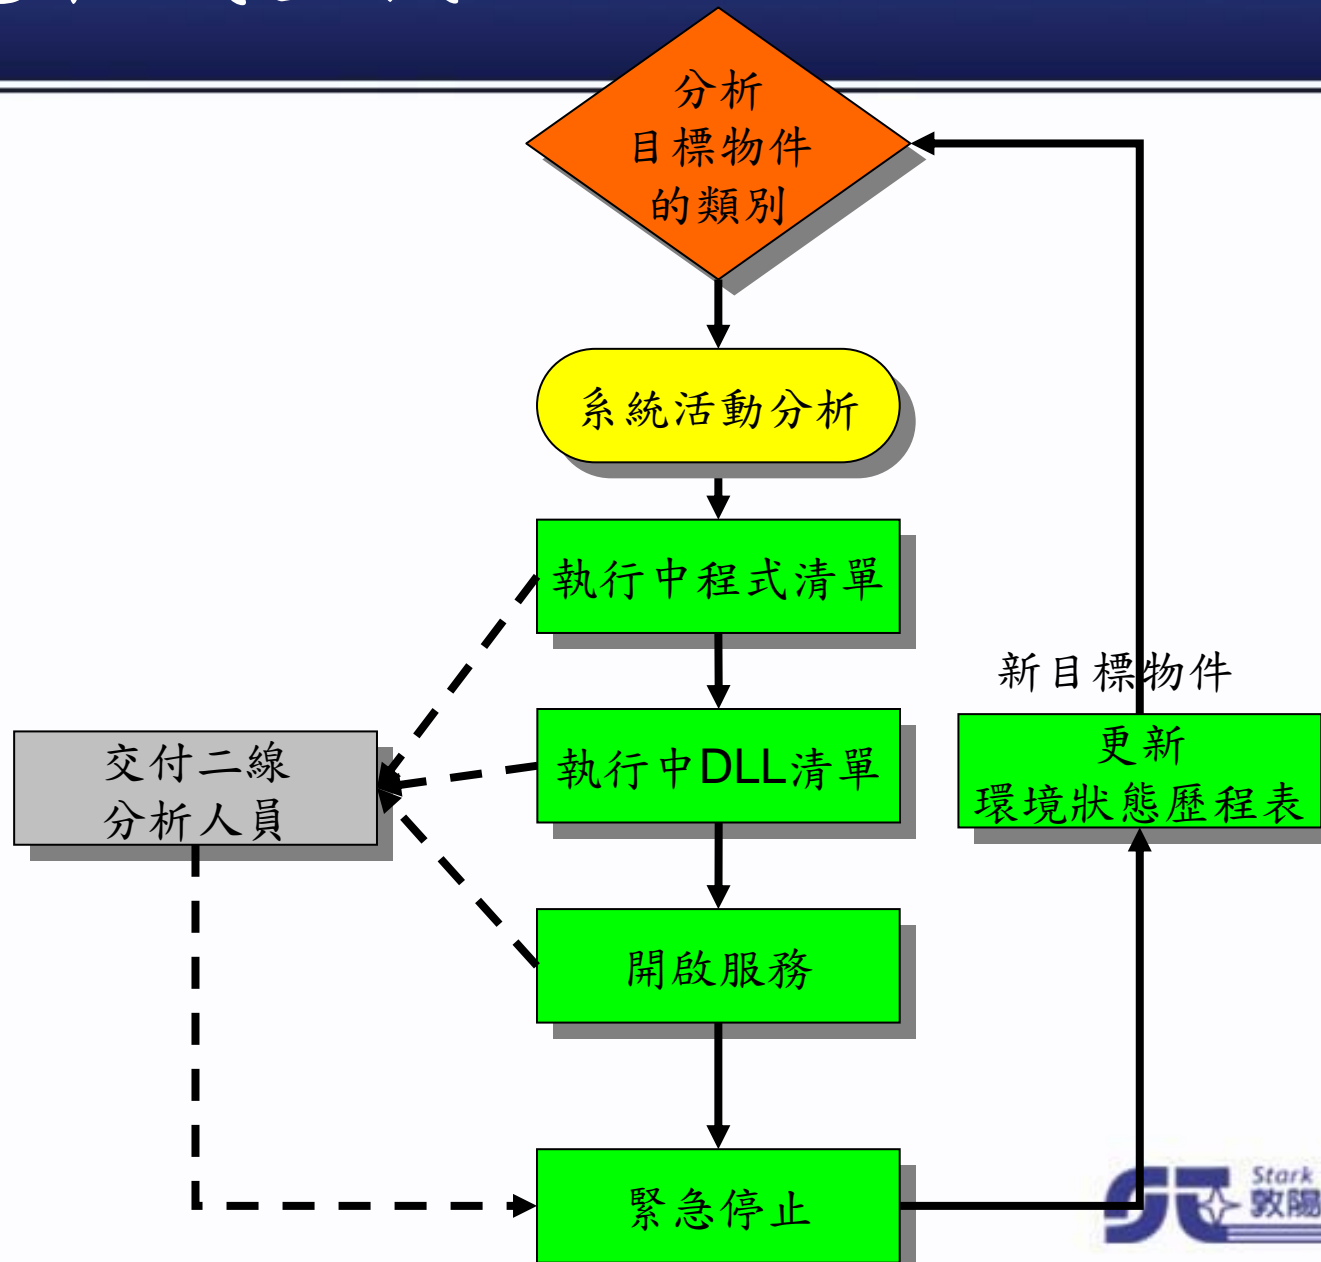 分析
目標物件
的類別
系統活動分析
執行中程式清單
新目標物件
執行中DLL清單
交付二線
分析人員
更新
環境狀態歷程表
開啟服務
緊急停止
Stark
敦陽